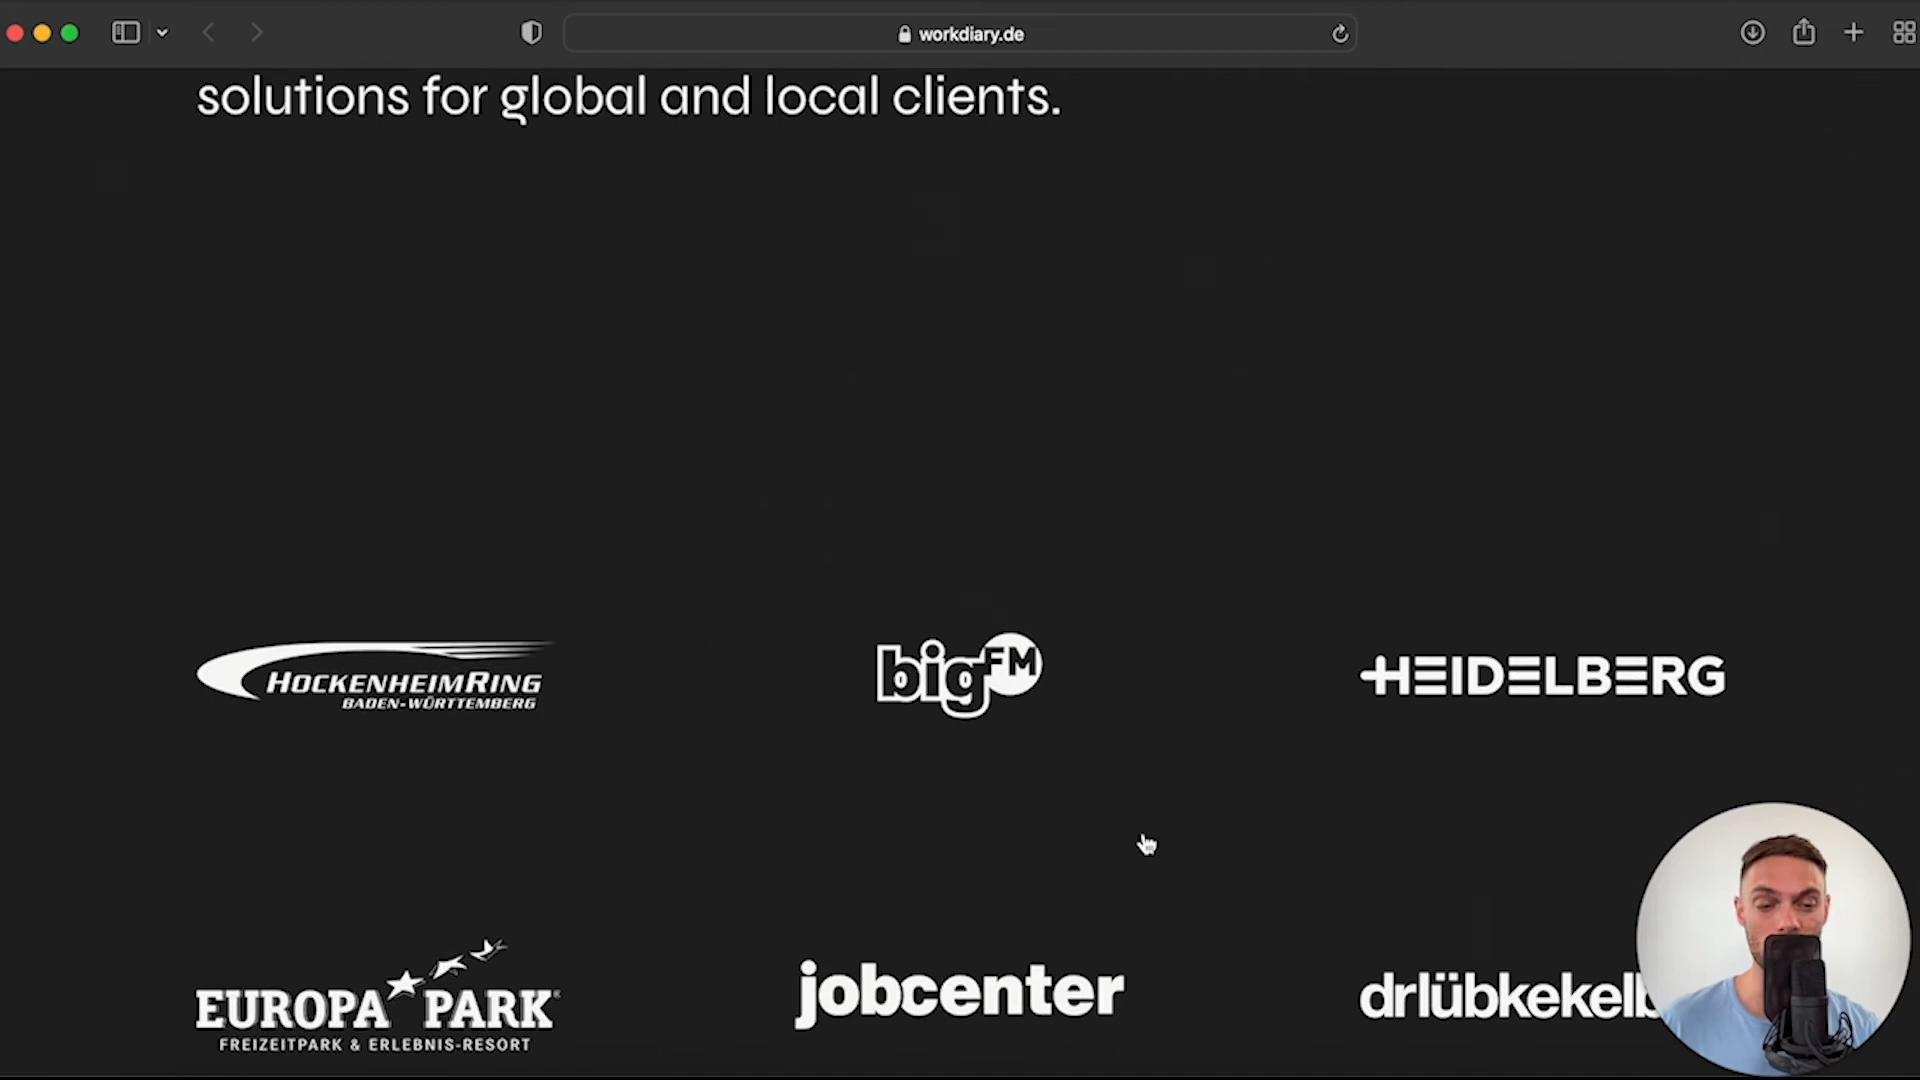 workdiary.de
solutions for global and local clients.
HOCKENHEIMRING
BADEN-WÜRTTEMBERG
bigFM
HEIDELBERG
EUROPA PARK
FREIZEITPARK & ERLEBNIS-RESORT
jobcenter